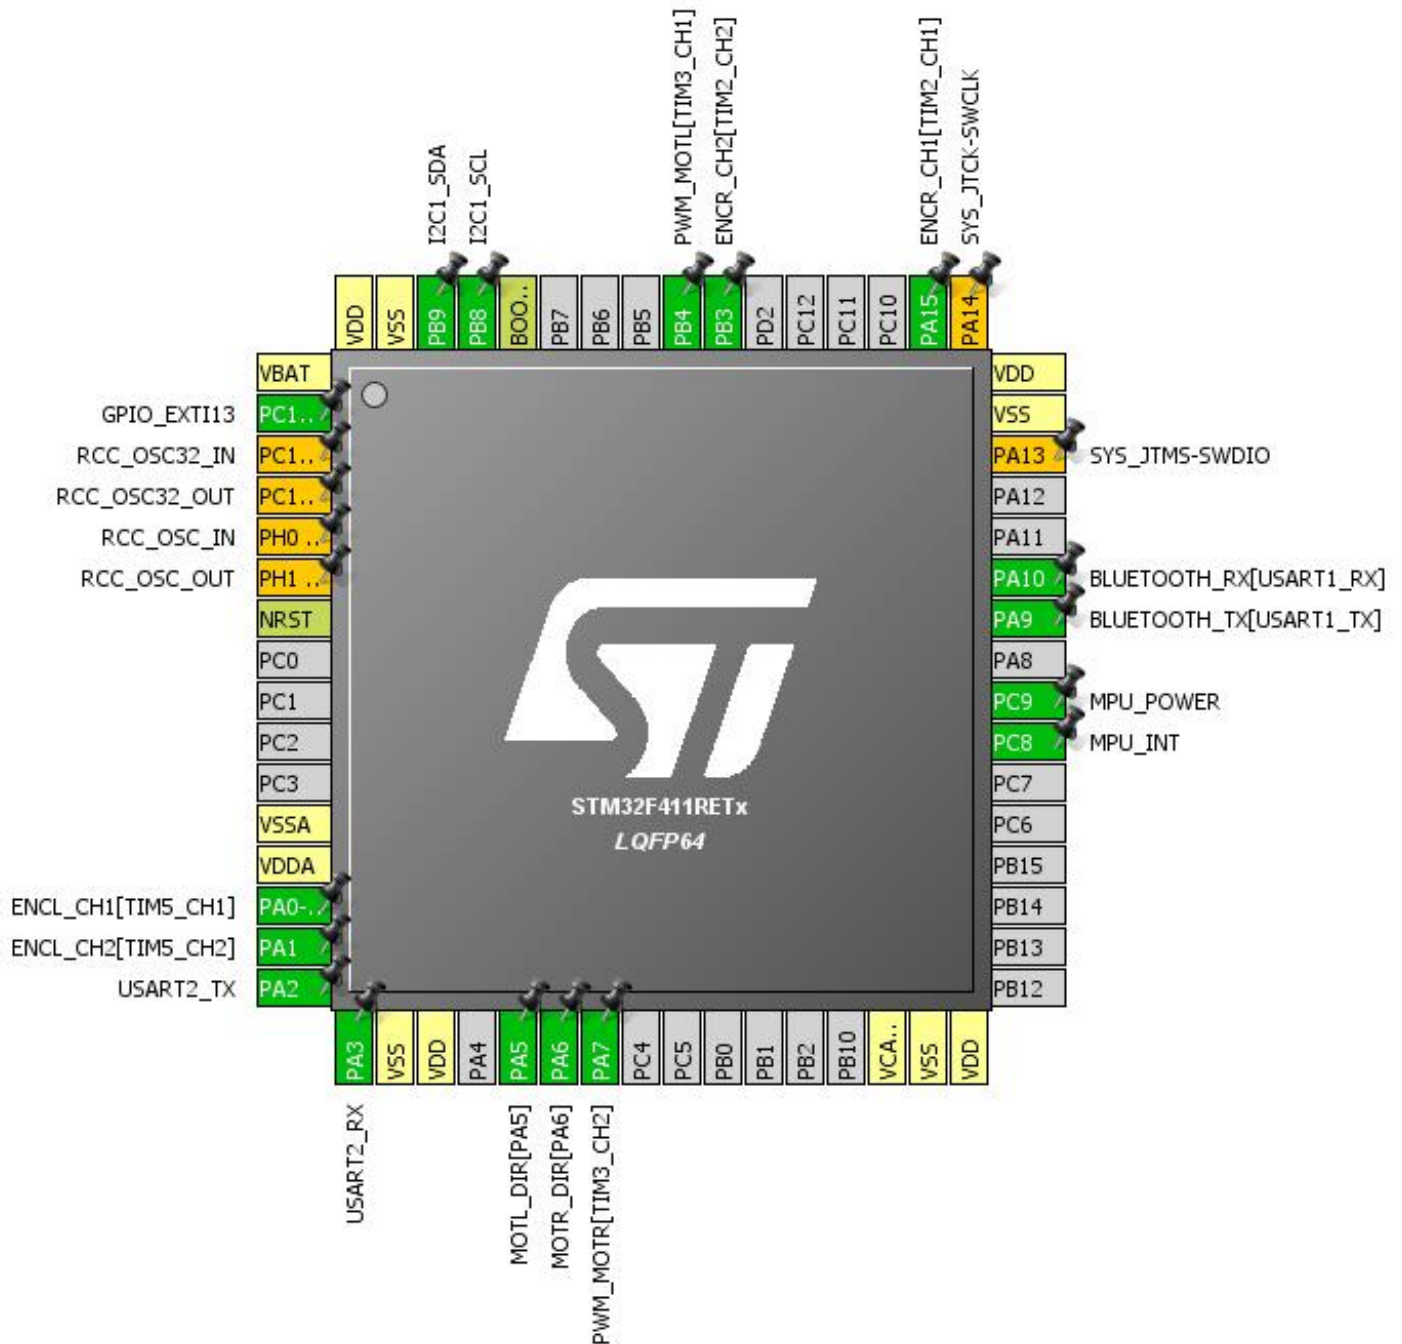 I2C1_SDA
I2C1_SCL
PWM_MOTL[TIM3_CH1]
ENCR_CH2[TIM2_CH2]
ENCR_CH1[TIM2_CH1]
SYS_JTCK-SWCLK
VDD
VSS
PB9
PB8
BOO..
PB7
PB6
PB5
PB4
PB3
PD2
PC12
PC11
PC10
PA15
PA14
VBAT
GPIO_EXTI13 PC1..
RCC_OSC32_IN PC1..
RCC_OSC32_OUT PC1..
RCC_OSC_IN PH0 ..
RCC_OSC_OUT PH1 ..
NRST
PC0
PC1
PC2
PC3
VSSA
VDDA
ENCL_CH1[TIM5_CH1] PA0-..
ENCL_CH2[TIM5_CH2] PA1
USART2_TX PA2
ST
STM32F411RETx
LQFP64
VDD
VSS
PA13 SYS_JTMS-SWDIO
PA12
PA11
PA10 BLUETOOTH_RX[USART1_RX]
PA9 BLUETOOTH_TX[USART1_TX]
PA8
PC9 MPU_POWER
PC8 MPU_INT
PC7
PC6
PB15
PB14
PB13
PB12
PA3
VSS
VDD
PA4
PA5
PA6
PA7
PC4
PC5
PB0
PB1
PB2
PB10
VCA..
VSS
VDD
USART2_RX
MOTL_DIR[PA5]
MOTR_DIR[PA6]
PWM_MOTR[TIM3_CH2]